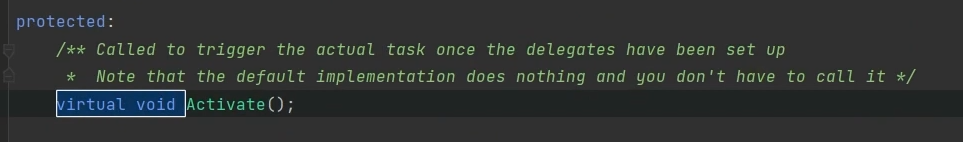 protected:
/** Called to trigger the actual task once the delegates have been set up
* Note that the default implementation does nothing and you don't have to call it */
virtual void Activate();